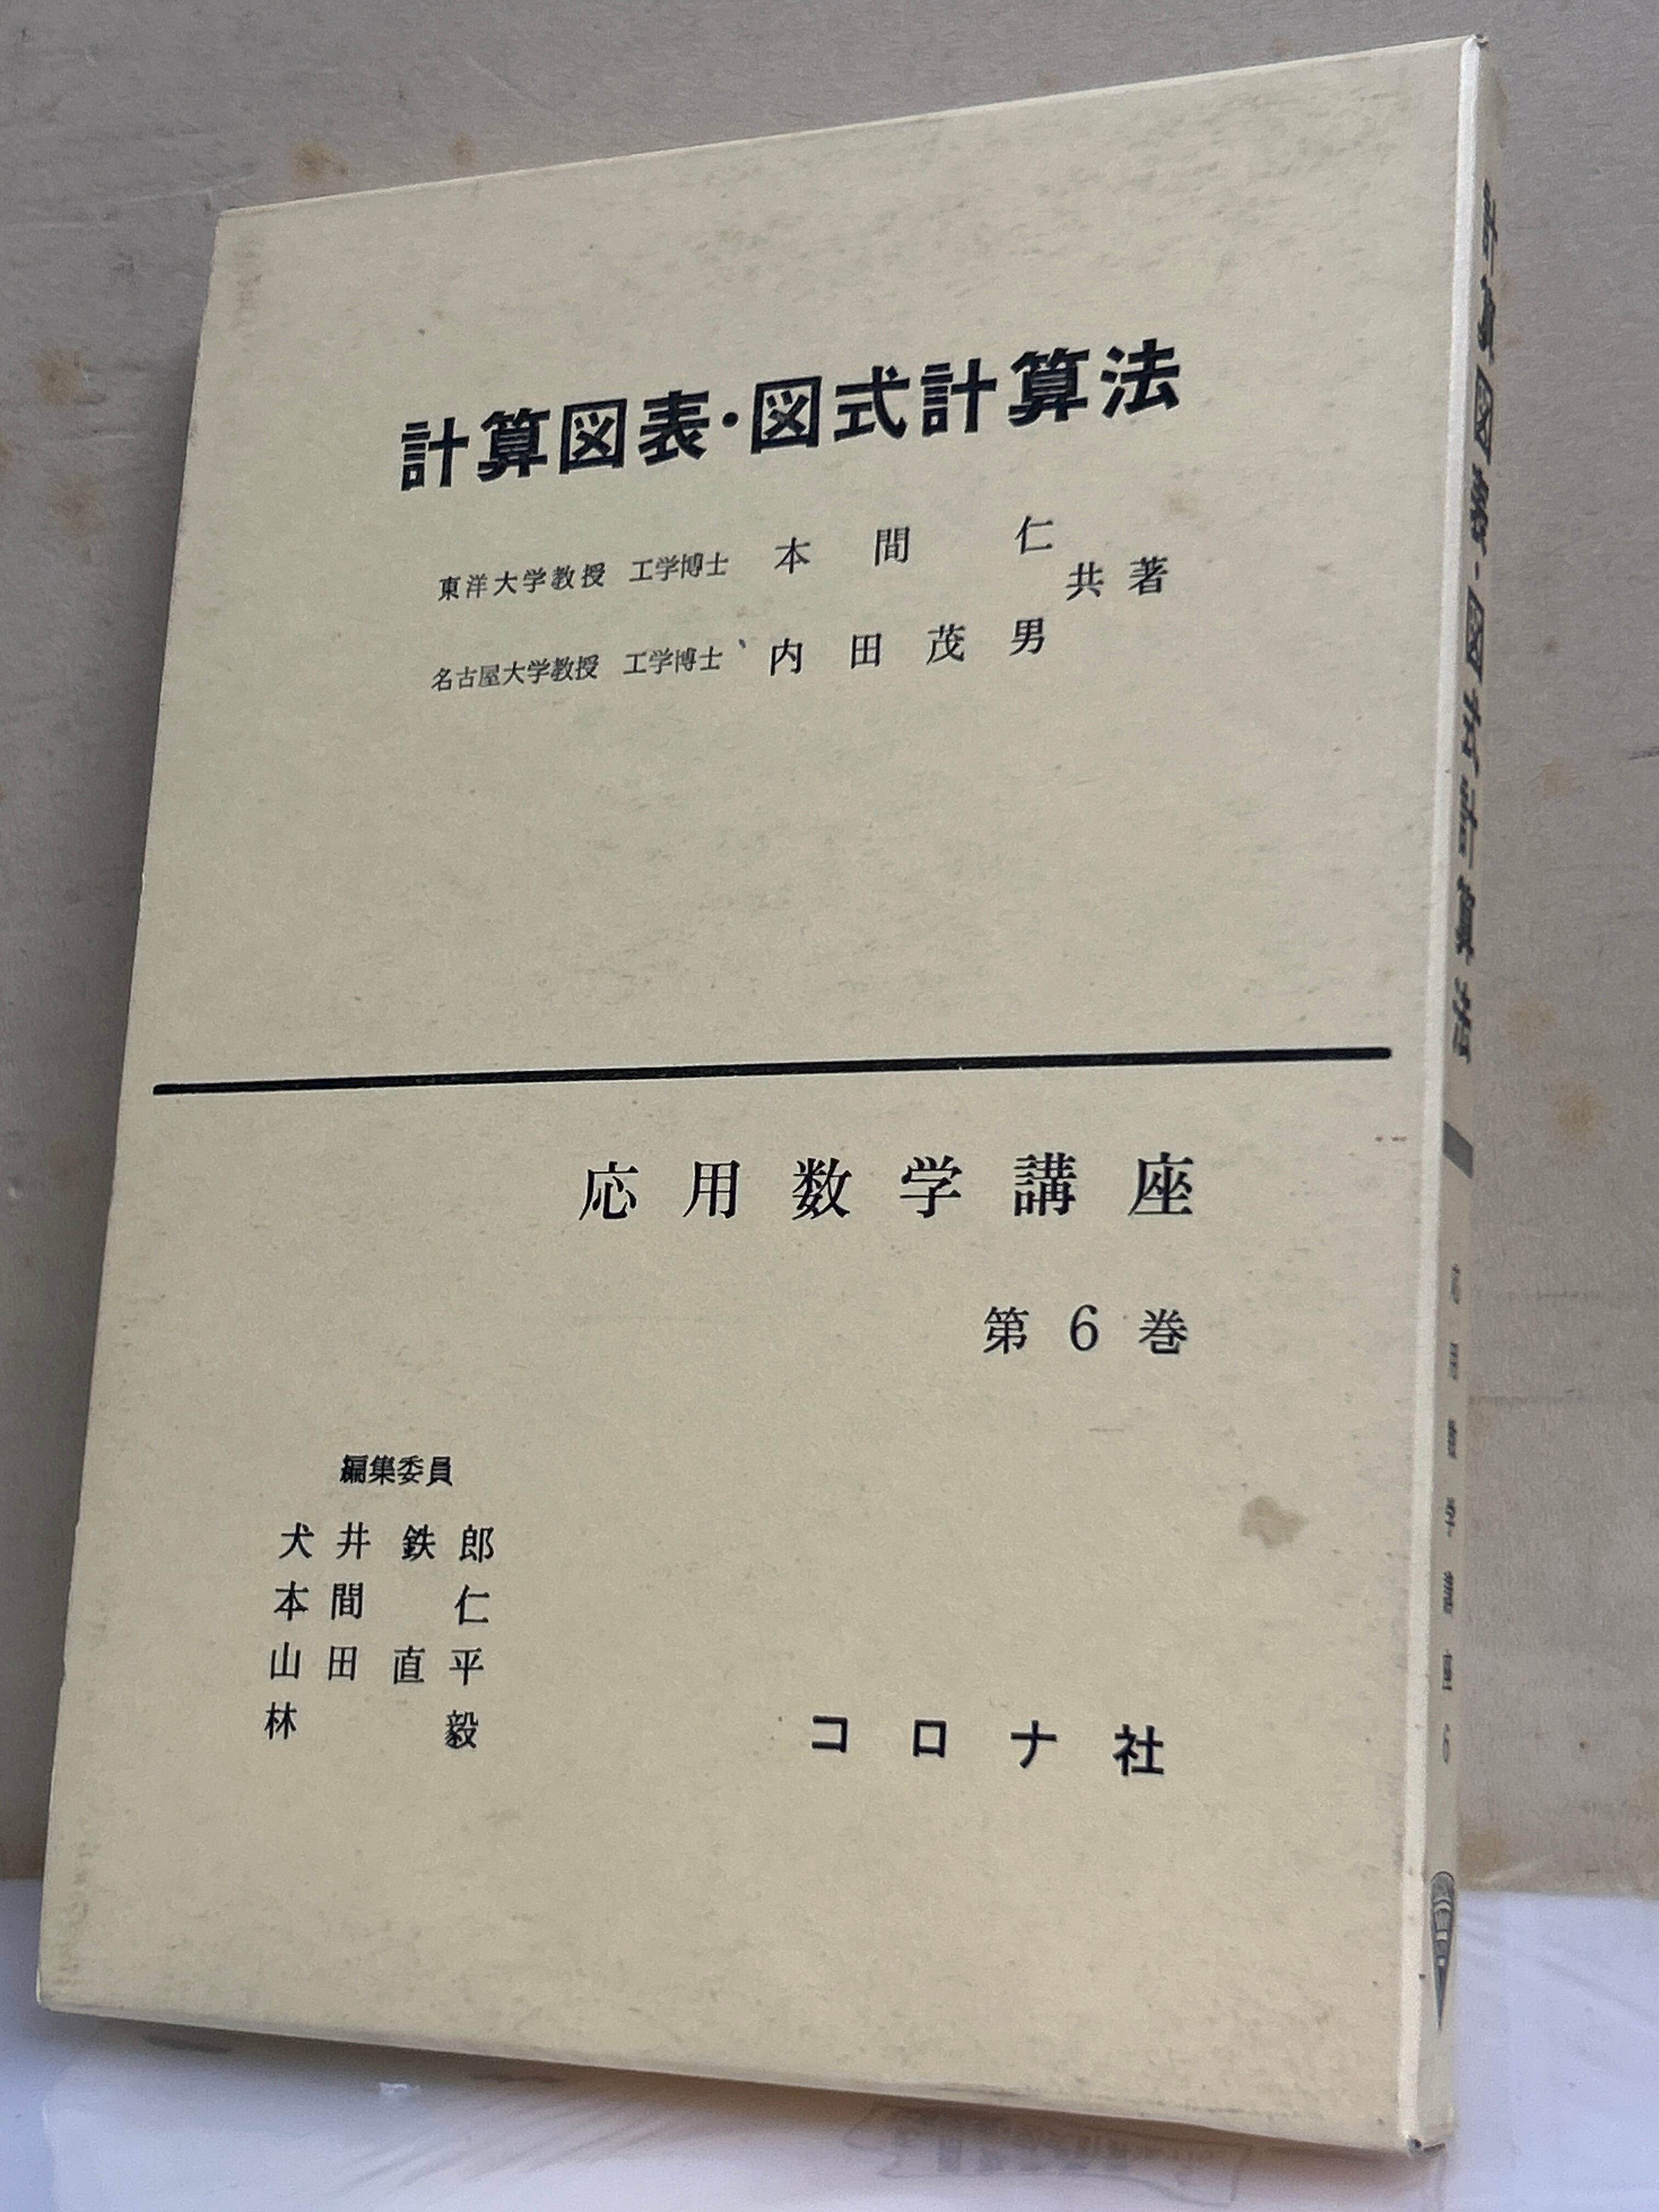 計算図表・図式計算法
東洋大学教授 工学博士 本間 仁
共著
名古屋大学教授 工学博士 内田茂男
応用数学講座
第6巻
編集委員
犬井鉄郎
本間 仁
山田直平
林 毅
コロナ社
計算図表・図式計算法
応用数学講座 6